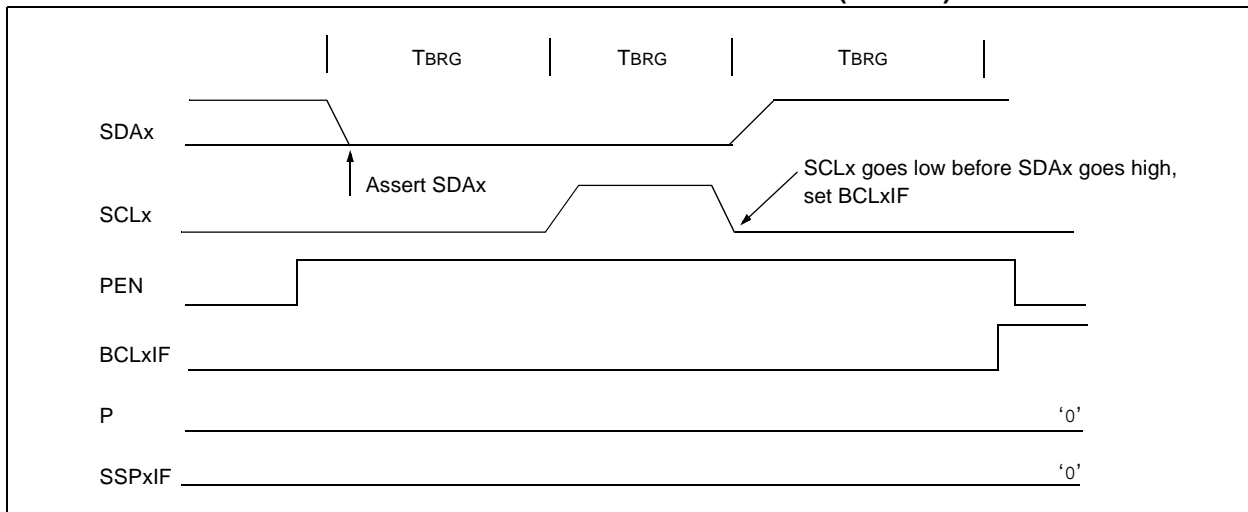 TBRG TBRG TBRG
SDAx
Assert SDAx
SCLx goes low before SDAx goes high,
set BCLxIF
SCLx
PEN
BCLxIF
P ‘0’
SSPxIF ‘0’